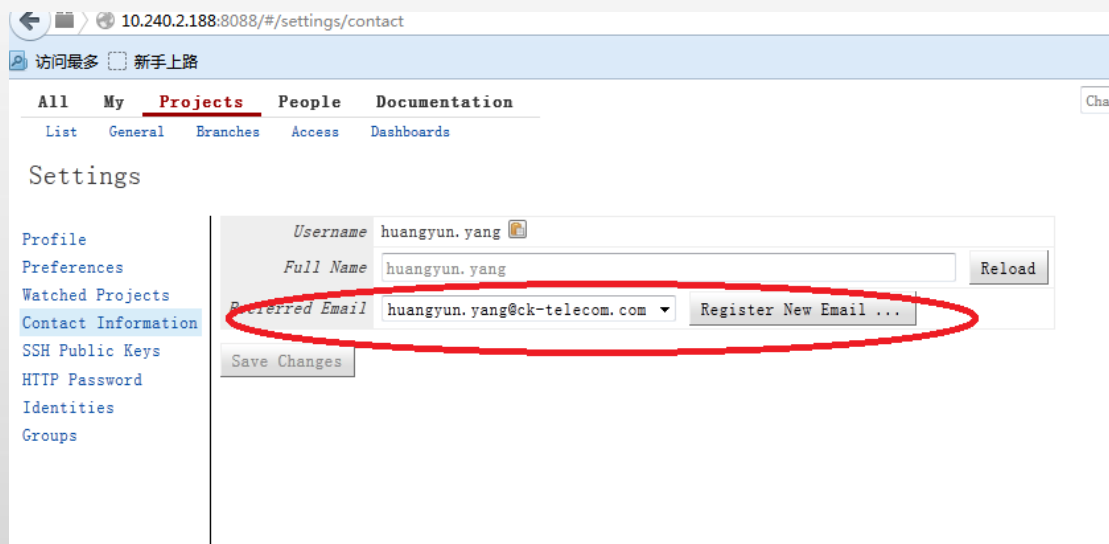 10.240.2.188:8088/#/settings/contact
访问最多 新手上路
All My Projects People Documentation
Cha
List General Branches Access Dashboards
Settings
Profile
Preferences
Watched Projects
Contact Information
SSH Public Keys
HTTP Password
Identities
Groups
Username huangyun.yang
Full Name huangyun.yang Reload
Preferred Email huangyun.yang@ck-telecom.com Register New Email ...
Save Changes